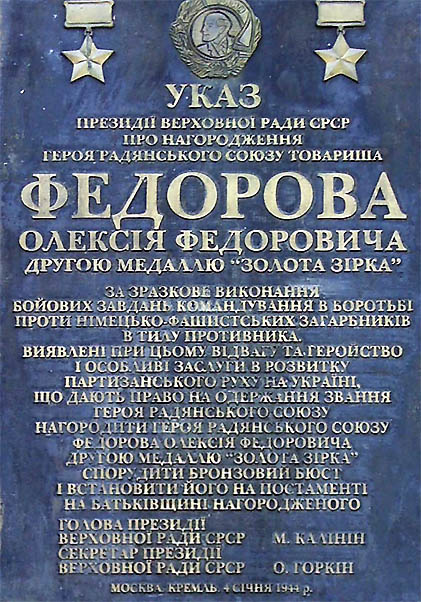 УКАЗ
ПРЕЗИДІЇ ВЕРХОВНОЇ РАДИ СРСР
ПРО НАГОРОДЖЕННЯ
ГЕРОЯ РАДЯНСЬКОГО СОЮЗУ ТОВАРИША
ФЕДОРОВА
ОЛЕКСІЯ ФЕДОРОВИЧА
ДРУГОЮ МЕДАЛЛЮ "ЗОЛОТА ЗІРКА"
ЗА ЗРАЗКОВЕ ВИКОНАННЯ
БОЙОВИХ ЗАВДАНЬ КОМАНДУВАННЯ В БОРОТЬБІ
ПРОТИ НІМЕЦЬКО-ФАШИСТСЬКИХ ЗАГАРБНИКІВ
В ТИЛУ ПРОТИВНИКА.
ВИЯВЛЕНІ ПРИ ЦЬОМУ ВІДВАГУ ТА ГЕРОЙСТВО
І ОСОБЛИВІ ЗАСЛУГИ В РОЗВИТКУ
ПАРТИЗАНСЬКОГО РУХУ НА УКРАЇНІ,
ЩО ДАЮТЬ ПРАВО НА ОДЕРЖАННЯ ЗВАННЯ
ГЕРОЯ РАДЯНСЬКОГО СОЮЗУ
НАГОРОДИТИ ГЕРОЯ РАДЯНСЬКОГО СОЮЗУ
ФЕДОРОВА ОЛЕКСІЯ ФЕДОРОВИЧА
ДРУГОЮ МЕДАЛЛЮ "ЗОЛОТА ЗІРКА"
СПОРУДИТИ БРОНЗОВИЙ БЮСТ
І ВСТАНОВИТИ ЙОГО НА ПОСТАМЕНТІ
НА БАТЬКІВЩИНІ НАГОРОДЖЕНОГО
ГОЛОВА ПРЕЗИДІЇ
ВЕРХОВНОЇ РАДИ СРСР М. КАЛІНІН
СЕКРЕТАР ПРЕЗИДІЇ
ВЕРХОВНОЇ РАДИ СРСР О. ГОРКІН
МОСКВА. КРЕМЛЬ. 4 СІЧНЯ 1944 р.